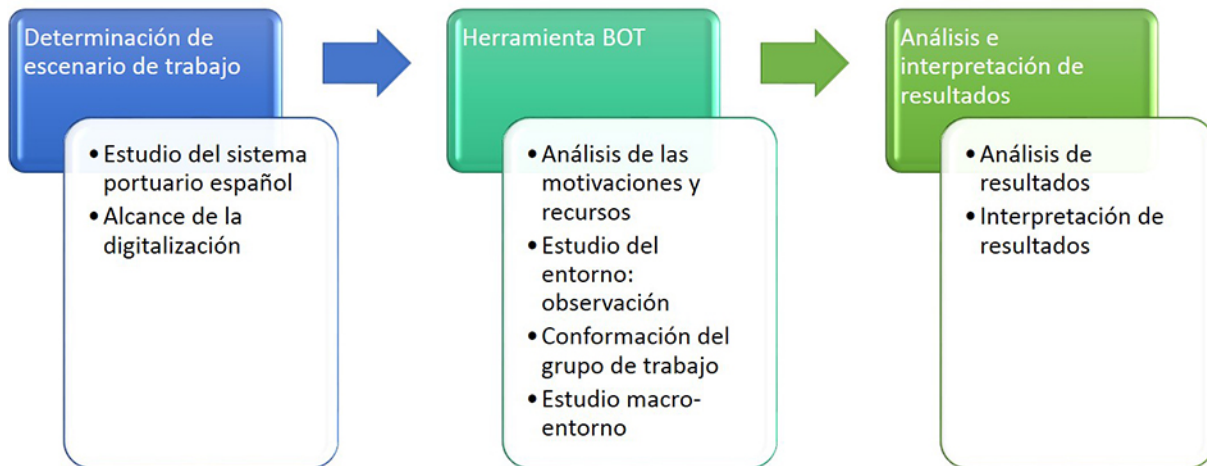 Determinación de
escenario de trabajo
• Estudio del sistema
portuario español
• Alcance de la
digitalización
Herramienta BOT
• Análisis de las
motivaciones y
recursos
• Estudio del
entorno:
observación
• Conformación del
grupo de trabajo
• Estudio macro-
entorno
Análisis e
interpretación de
resultados
• Análisis de
resultados
• Interpretación de
resultados